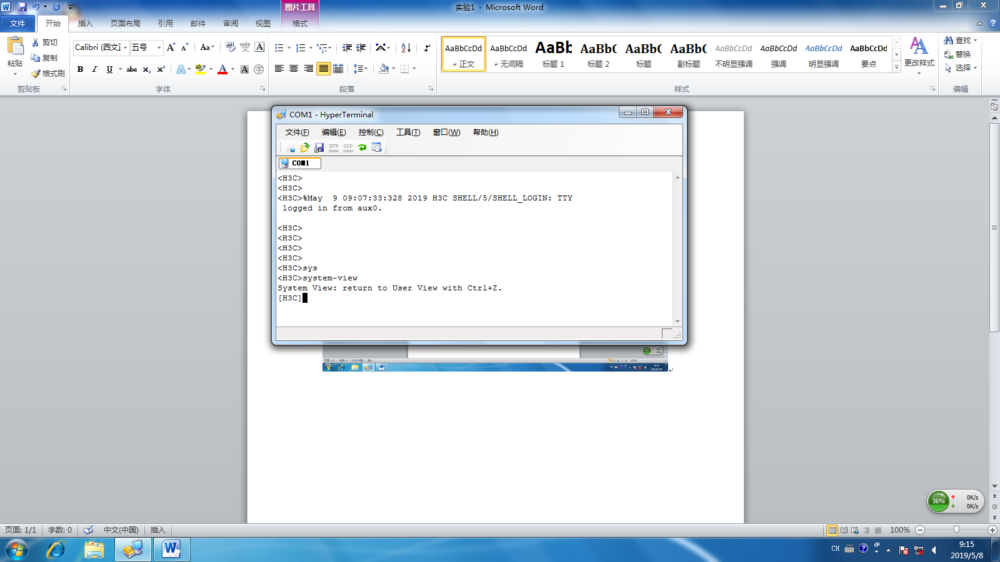 图片工具
实验1 - Microsoft Word
文件 开始 插入 页面布局 引用 邮件 审阅 视图 格式
粘贴 剪切 复制 格式刷
剪贴板
Calibri (西文正 五号
字体
段落
AaBbCcDd AaBbCcDd AaBb AaBbC AaBbC AaBbC AaBbCcDd AaBbCcDd AaBbCcDd AaBbCcDd
正文 无间隔 标题 1 标题 2 标题 副标题 不明显强调 强调 明显强调 要点
更改样式
样式
查找
替换
选择
编辑
COM1 - HyperTerminal
文件(F) 编辑(E) 控制(C) 工具(T) 窗口(W) 帮助(H)
SFTP SCP
COM1
<H3C>
<H3C>
<H3C>%May  9 09:07:33:328 2019 H3C SHELL/5/SHELL_LOGIN: TTY
logged in from aux0.
<H3C>
<H3C>
<H3C>
<H3C>
<H3C>sys
<H3C>system-view
System View: return to User View with Ctrl+Z.
[H3C]
36% 0K/s
0K/s
页面: 1/1 字数: 0 中文(中国) 插入 100%
CH 9:15
2019/5/8